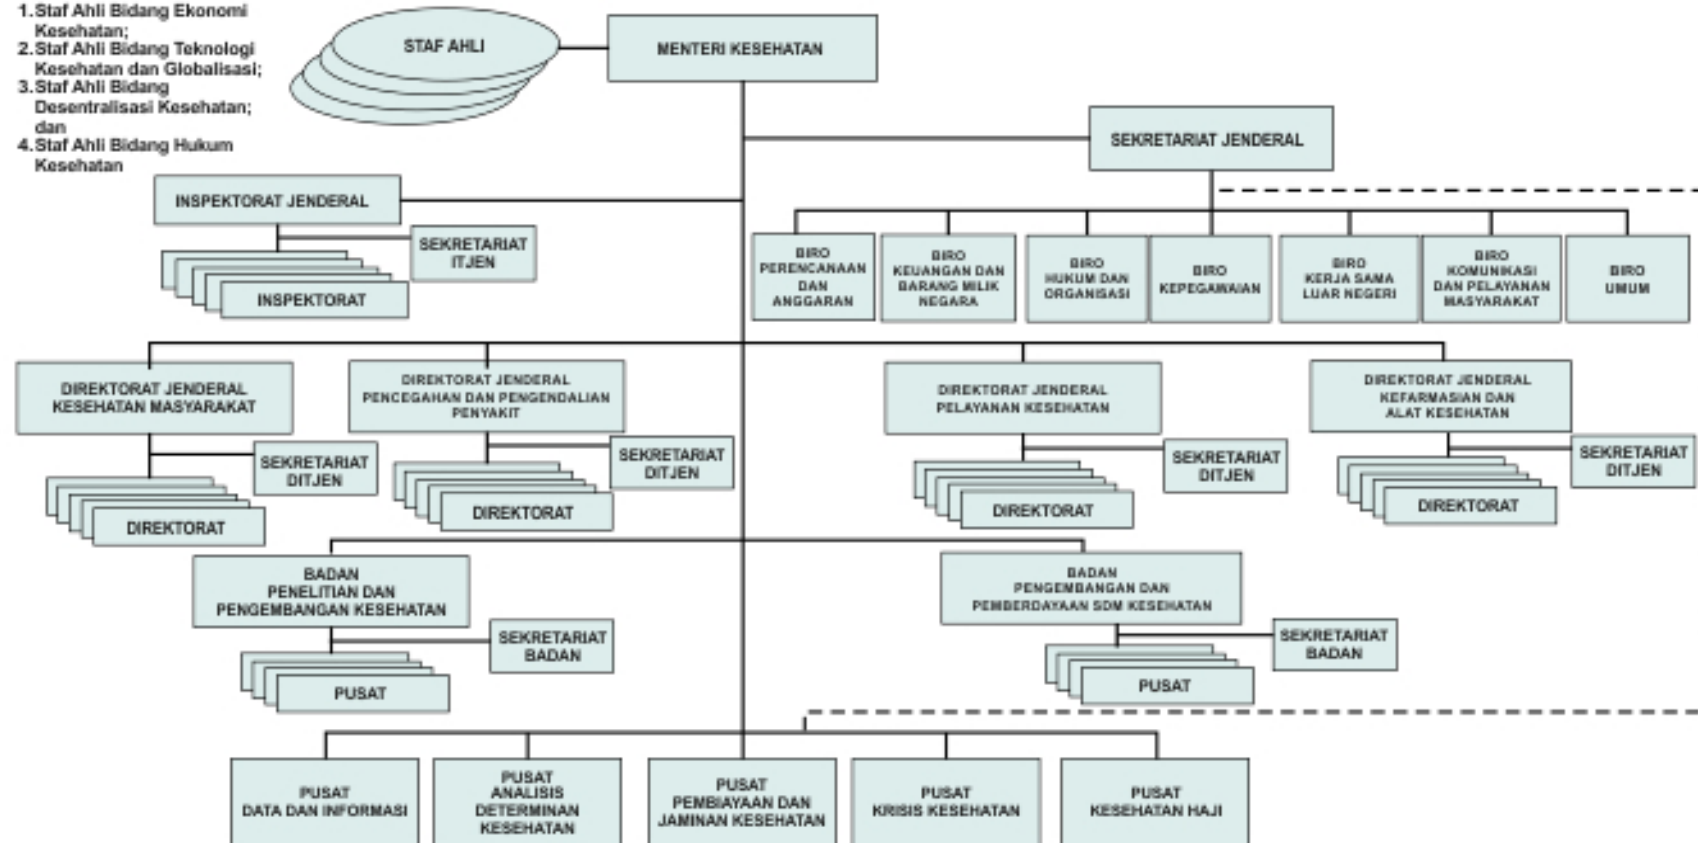 1.Staf Ahli Bidang Ekonomi
Kesehatan;
2.Staf Ahli Bidang Teknologi
Kesehatan dan Globalisasi;
3.Staf Ahli Bidang
Desentralisasi Kesehatan;
dan
4.Staf Ahli Bidang Hukum
Kesehatan
STAF AHLI
MENTERI KESEHATAN
SEKRETARIAT JENDERAL
INSPEKTORAT JENDERAL
SEKRETARIAT
ITJEN
INSPEKTORAT
BIRO
PERENCANAAN
DAN
ANGGARAN
BIRO
KEUANGAN DAN
BARANG MILIK
NEGARA
BIRO
HUKUM DAN
ORGANISASI
BIRO
KEPEGAWAIAN
BIRO
KERJA SAMA
LUAR NEGERI
BIRO
KOMUNIKASI
DAN PELAYANAN
MASYARAKAT
BIRO
UMUM
DIREKTORAT JENDERAL
KESEHATAN MASYARAKAT
SEKRETARIAT
DITJEN
DIREKTORAT
DIREKTORAT JENDERAL
PENCEGAHAN DAN PENGENDALIAN
PENYAKIT
SEKRETARIAT
DITJEN
DIREKTORAT
DIREKTORAT JENDERAL
PELAYANAN KESEHATAN
SEKRETARIAT
DITJEN
DIREKTORAT
DIREKTORAT JENDERAL
KEFARMASIAN DAN
ALAT KESEHATAN
SEKRETARIAT
DITJEN
DIREKTORAT
BADAN
PENELITIAN DAN
PENGEMBANGAN KESEHATAN
SEKRETARIAT
BADAN
PUSAT
BADAN
PENGEMBANGAN DAN
PEMBERDAYAAN SDM KESEHATAN
SEKRETARIAT
BADAN
PUSAT
PUSAT
DATA DAN INFORMASI
PUSAT
ANALISIS
DETERMINAN
KESEHATAN
PUSAT
PEMBIAYAAN DAN
JAMINAN KESEHATAN
PUSAT
KRISIS KESEHATAN
PUSAT
KESEHATAN HAJI